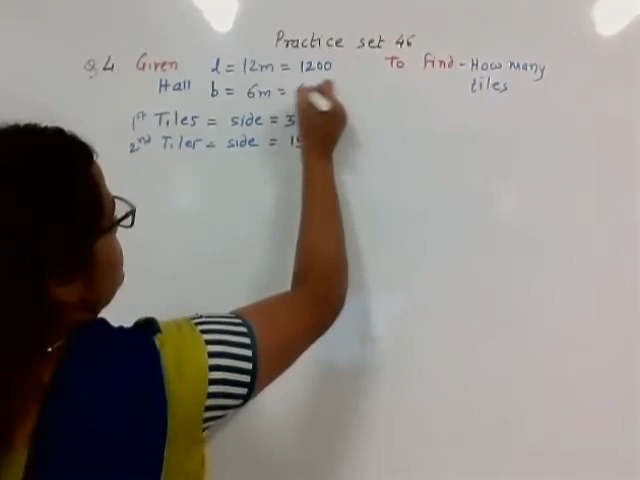 Practice set 46
Q 4 Given l = 12m = 1200 To find - How many
Hall b = 6m = tiles
1st Tiles = side = 3
2nd Tiles = side = 15